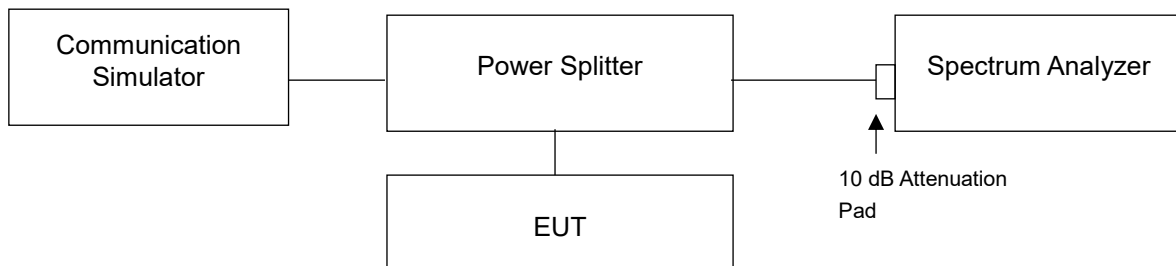 Communication
Simulator
Power Splitter
Spectrum Analyzer
10 dB Attenuation
Pad
EUT